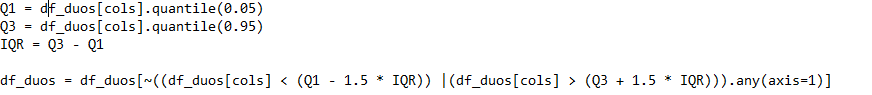 Q1 = df_duos[cols].quantile(0.05)
Q3 = df_duos[cols].quantile(0.95)
IQR = Q3 - Q1
df_duos = df_duos[~((df_duos[cols] < (Q1 - 1.5 * IQR)) |(df_duos[cols] > (Q3 + 1.5 * IQR))).any(axis=1)]